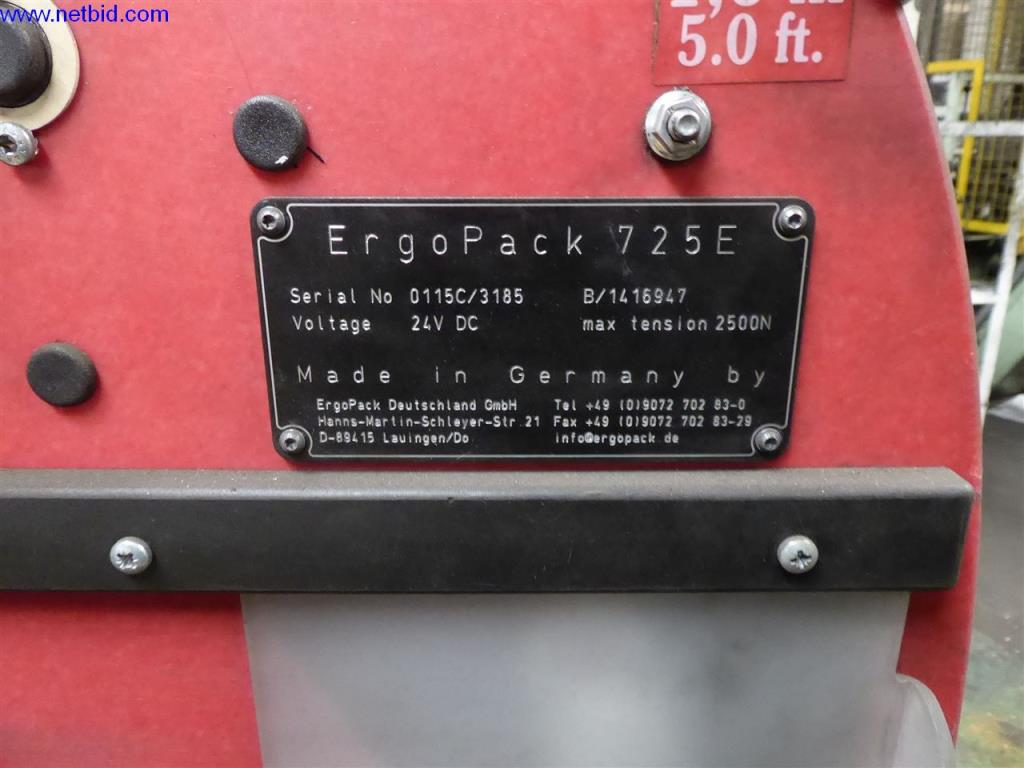 www.netbid.com
5.0 ft.
ErgoPack 725E
Serial No 0115C/3185 B/1416947
Voltage 24V DC max tension 2500N
Made in Germany by
ErgoPack Deutschland GmbH Tel +49 (0)9072 702 83-0
Hanns-Martin-Schleyer-Str.21 Fax +49 (0)9072 702 83-29
D-89415 Lauingen/Do info@ergopack.de